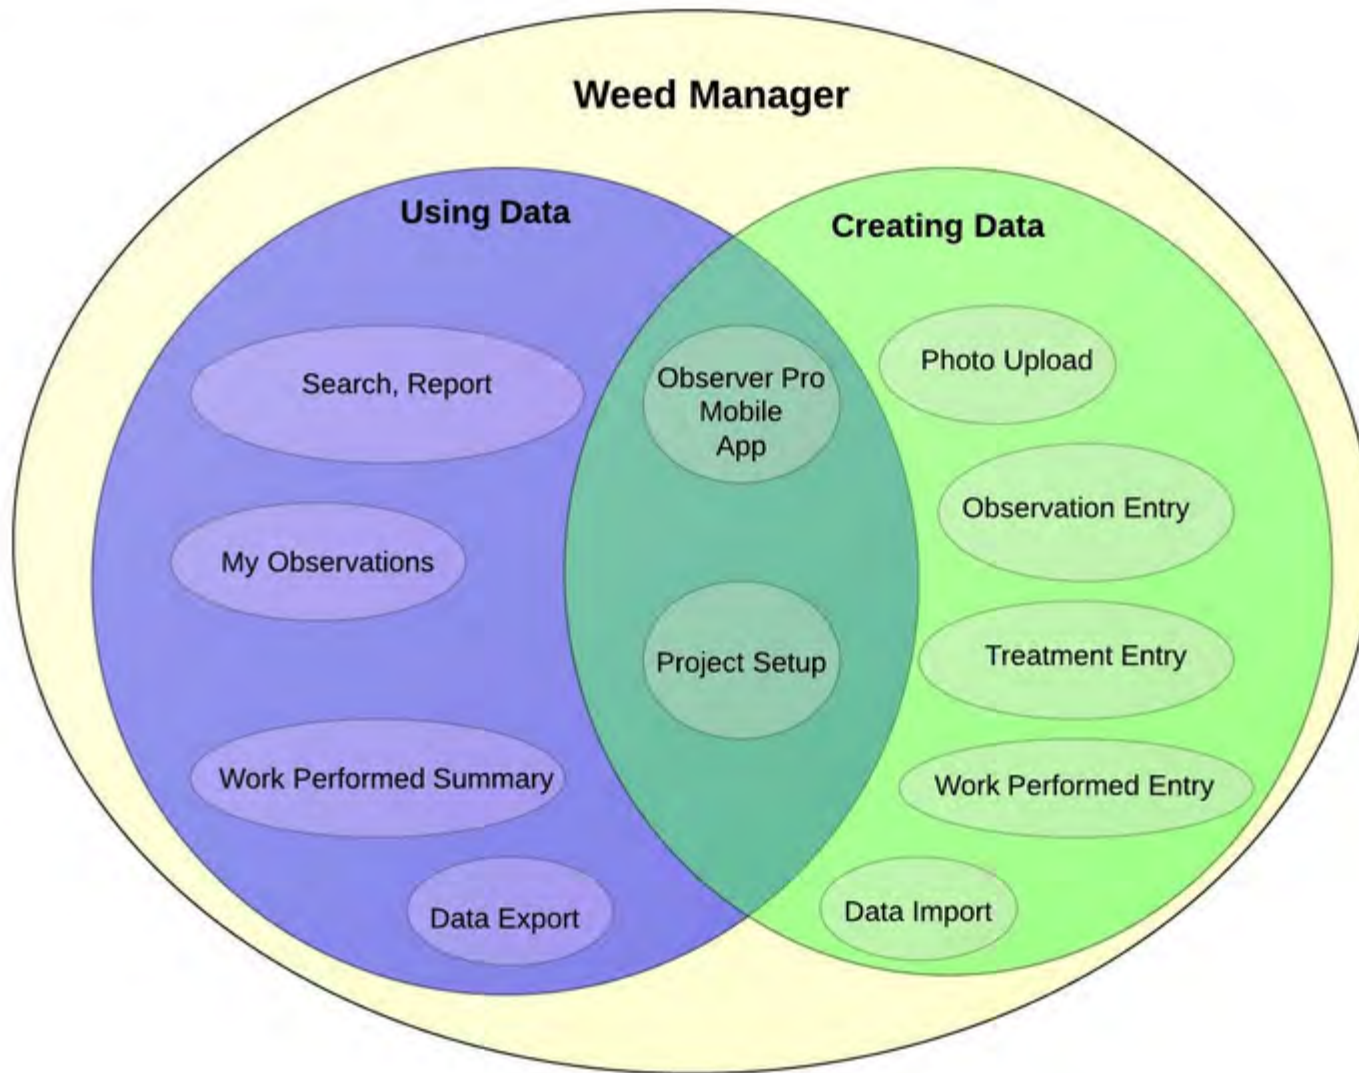 Weed Manager
Using Data
Creating Data
Search, Report
Observer Pro
Mobile
App
Photo Upload
My Observations
Observation Entry
Project Setup
Treatment Entry
Work Performed Summary
Work Performed Entry
Data Export
Data Import